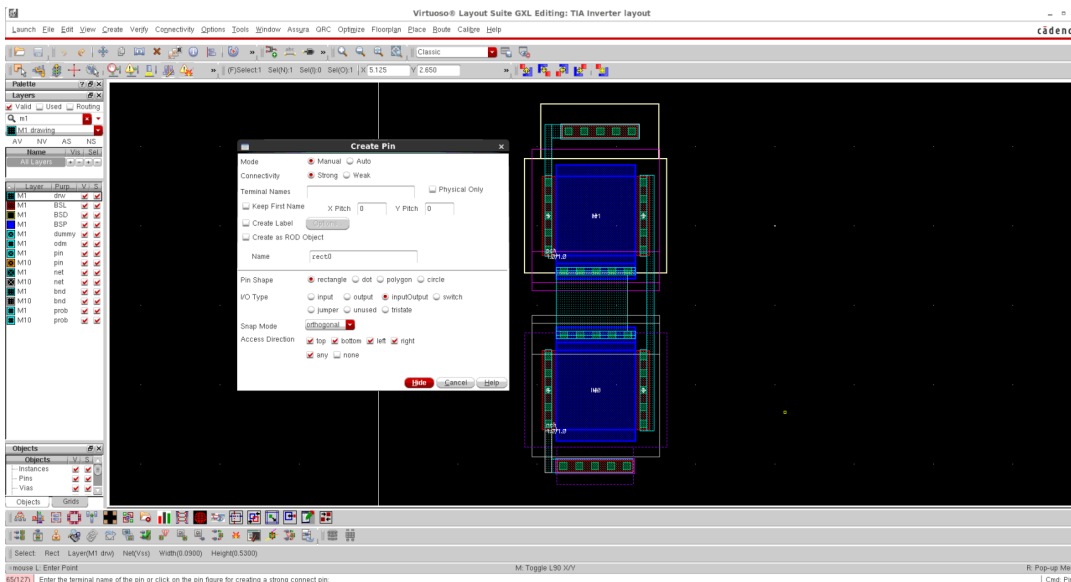 Virtuoso® Layout Suite GXL Editing: TIA Inverter layout
Launch File Edit View Create Verify Connectivity Options Tools Window Assura QRC Optimize Floorplan Place Route Calibre Help
cādenc
Classic
(F)Select:1 Sel(N):1 Sel(I):0 Sel(O):1 X 5.125 Y 2.650
Palette
Layers
Valid Used Routing
m1
M1 drawing
AV NV AS NS
Name Vis Sel
All Layers
Layer Purp... V S
M1 drw
M1 BSL
M1 BSD
M1 BSP
M1 dummy
M1 odm
M1 pin
M10 pin
M1 net
M10 net
M1 bnd
M10 bnd
M1 prob
M10 prob
Objects
Objects V S
Instances
Pins
Vias
Objects Grids
Create Pin
Mode Manual Auto
Connectivity Strong Weak
Terminal Names Physical Only
Keep First Name X Pitch 0 Y Pitch 0
Create Label Options...
Create as ROD Object
Name rect0
Pin Shape rectangle dot polygon circle
I/O Type input output inputOutput switch
jumper unused tristate
Snap Mode orthogonal
Access Direction top bottom left right
any none
Hide Cancel Help
Select: Rect Layer(M1 drw) Net(Vss) Width(0.0900) Height(0.5300)
mouse L: Enter Point M: Toggle L90 X/Y R: Pop-up Me
65(127) Enter the terminal name of the pin or click on the pin figure for creating a strong connect pin: Cmd: Pi